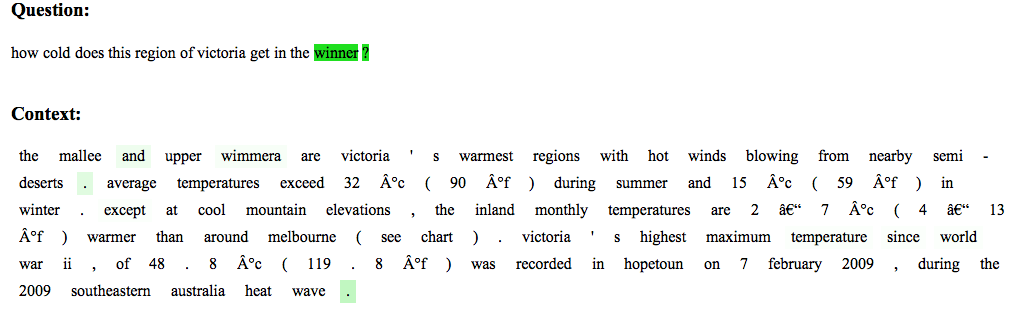 Question:
how cold does this region of victoria get in the winner ?
Context:
the mallee and upper wimmera are victoria ' s warmest regions with hot winds blowing from nearby semi -
deserts . average temperatures exceed 32 Â°c ( 90 Â°f ) during summer and 15 Â°c ( 59 Â°f ) in
winter . except at cool mountain elevations , the inland monthly temperatures are 2 â€“ 7 Â°c ( 4 â€“ 13
Â°f ) warmer than around melbourne ( see chart ) . victoria ' s highest maximum temperature since world
war ii , of 48 . 8 Â°c ( 119 . 8 Â°f ) was recorded in hopetoun on 7 february 2009 , during the
2009 southeastern australia heat wave .